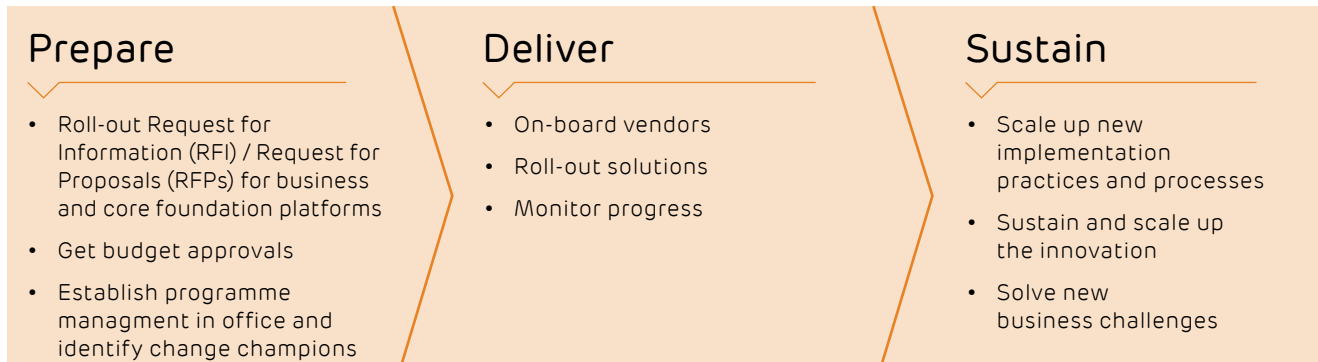 Prepare
• Roll-out Request for
Information (RFI) / Request for
Proposals (RFPs) for business
and core foundation platforms
• Get budget approvals
• Establish programme
managment in office and
identify change champions
Deliver
• On-board vendors
• Roll-out solutions
• Monitor progress
Sustain
• Scale up new
implementation
practices and processes
• Sustain and scale up
the innovation
• Solve new
business challenges